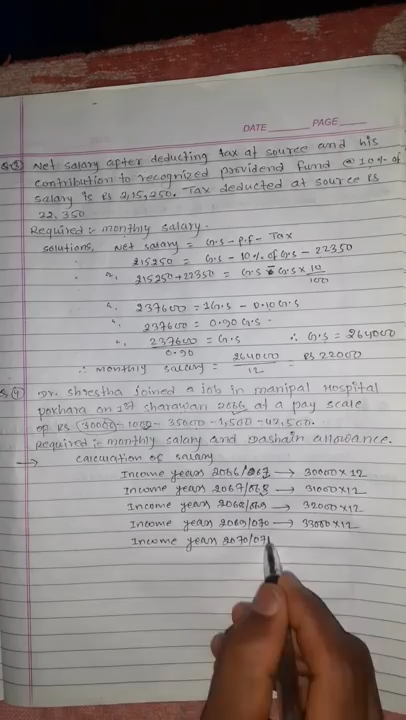 DATE_______ PAGE_____
Q.3 Net salary after deducting tax at source and his
contribution to recognized providend fund @ 10% of
salary is Rs 2,15,250. Tax deducted at source Rs
22,350
Required :- monthly salary.
solutions, Net salary = G.S - P.F - Tax
215250 = G.S - 10% of G.S - 22350
215250 + 22350 = G.S - G.S × 10/100
237600 = 1G.S - 0.10 G.S
237600 = 0.90 G.S
237600/0.90 = G.S ∴ G.S = 264000
∴ monthly salary = 264000/12 = Rs 22000
Q.4 Dr. Shrestha joined a job in manipal Hospital
pokhara on 1st sharawan 2066 at a pay scale
of Rs. (30000 - 1000 - 35000 - 1,500 - 42,500.
Required :- monthly salary and Dashain allowance.
→ Calculation of salary
Income year 2066/067 → 30000×12
Income year 2067/068 → 31000×12
Income year 2068/069 → 32000×12
Income year 2069/070 → 33000×12
Income year 2070/071